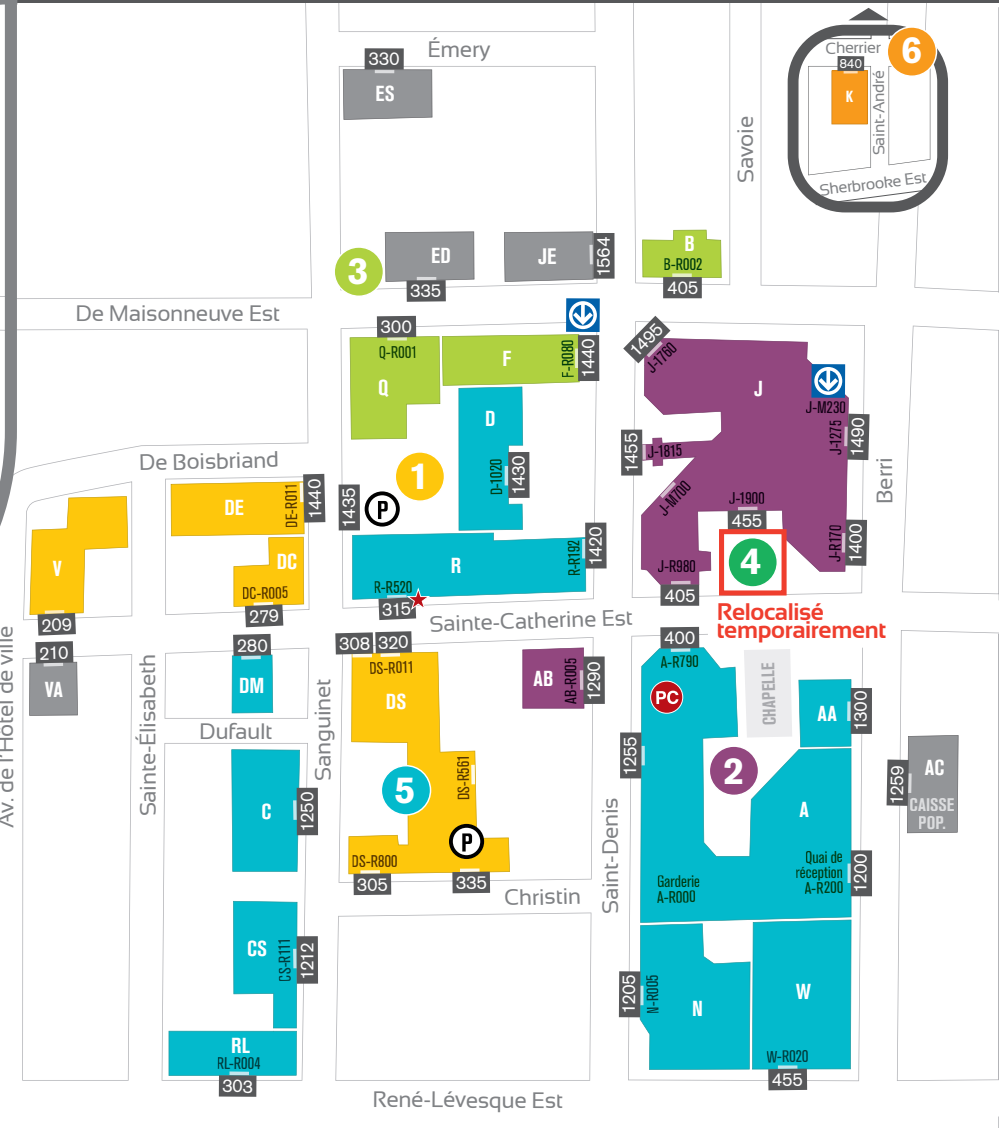 Émery
330
ES
Cherrier
6
840
K
Saint-André
Sherbrooke Est
Savoie
3
ED
335
JE
1564
B
B-R002
405
De Maisonneuve Est
300
Q-R001
Q
F
F-R080
1440
D
D-1020
1430
1495
J-1760
J
J-M230
J-1275
1490
1455
J-1815
J-M700
J-1900
455
J-R170
1400
J-R980
405
4
Relocalisé
temporairement
Berri
De Boisbriand
1
1435
P
DE
DE-R011
1440
DC
DC-R005
279
V
209
R
R-R192
1420
R-R520
315
Sainte-Catherine Est
Av. de l'Hôtel de ville
210
VA
Sainte-Élisabeth
280
DM
Dufault
Sanguinet
308
320
DS-R011
DS
AB
AB-R005
1290
400
A-R790
PC
CHAPELLE
AA
1300
1255
2
5
DS-R561
P
DS-R800
305
335
Christin
Saint-Denis
C
1250
A
Garderie
A-R000
Quai de
réception
A-R200
1200
1259
AC
CAISSE
POP.
CS
CS-R111
1212
RL
RL-R004
303
1205
N-R005
N
W
W-R020
455
René-Lévesque Est